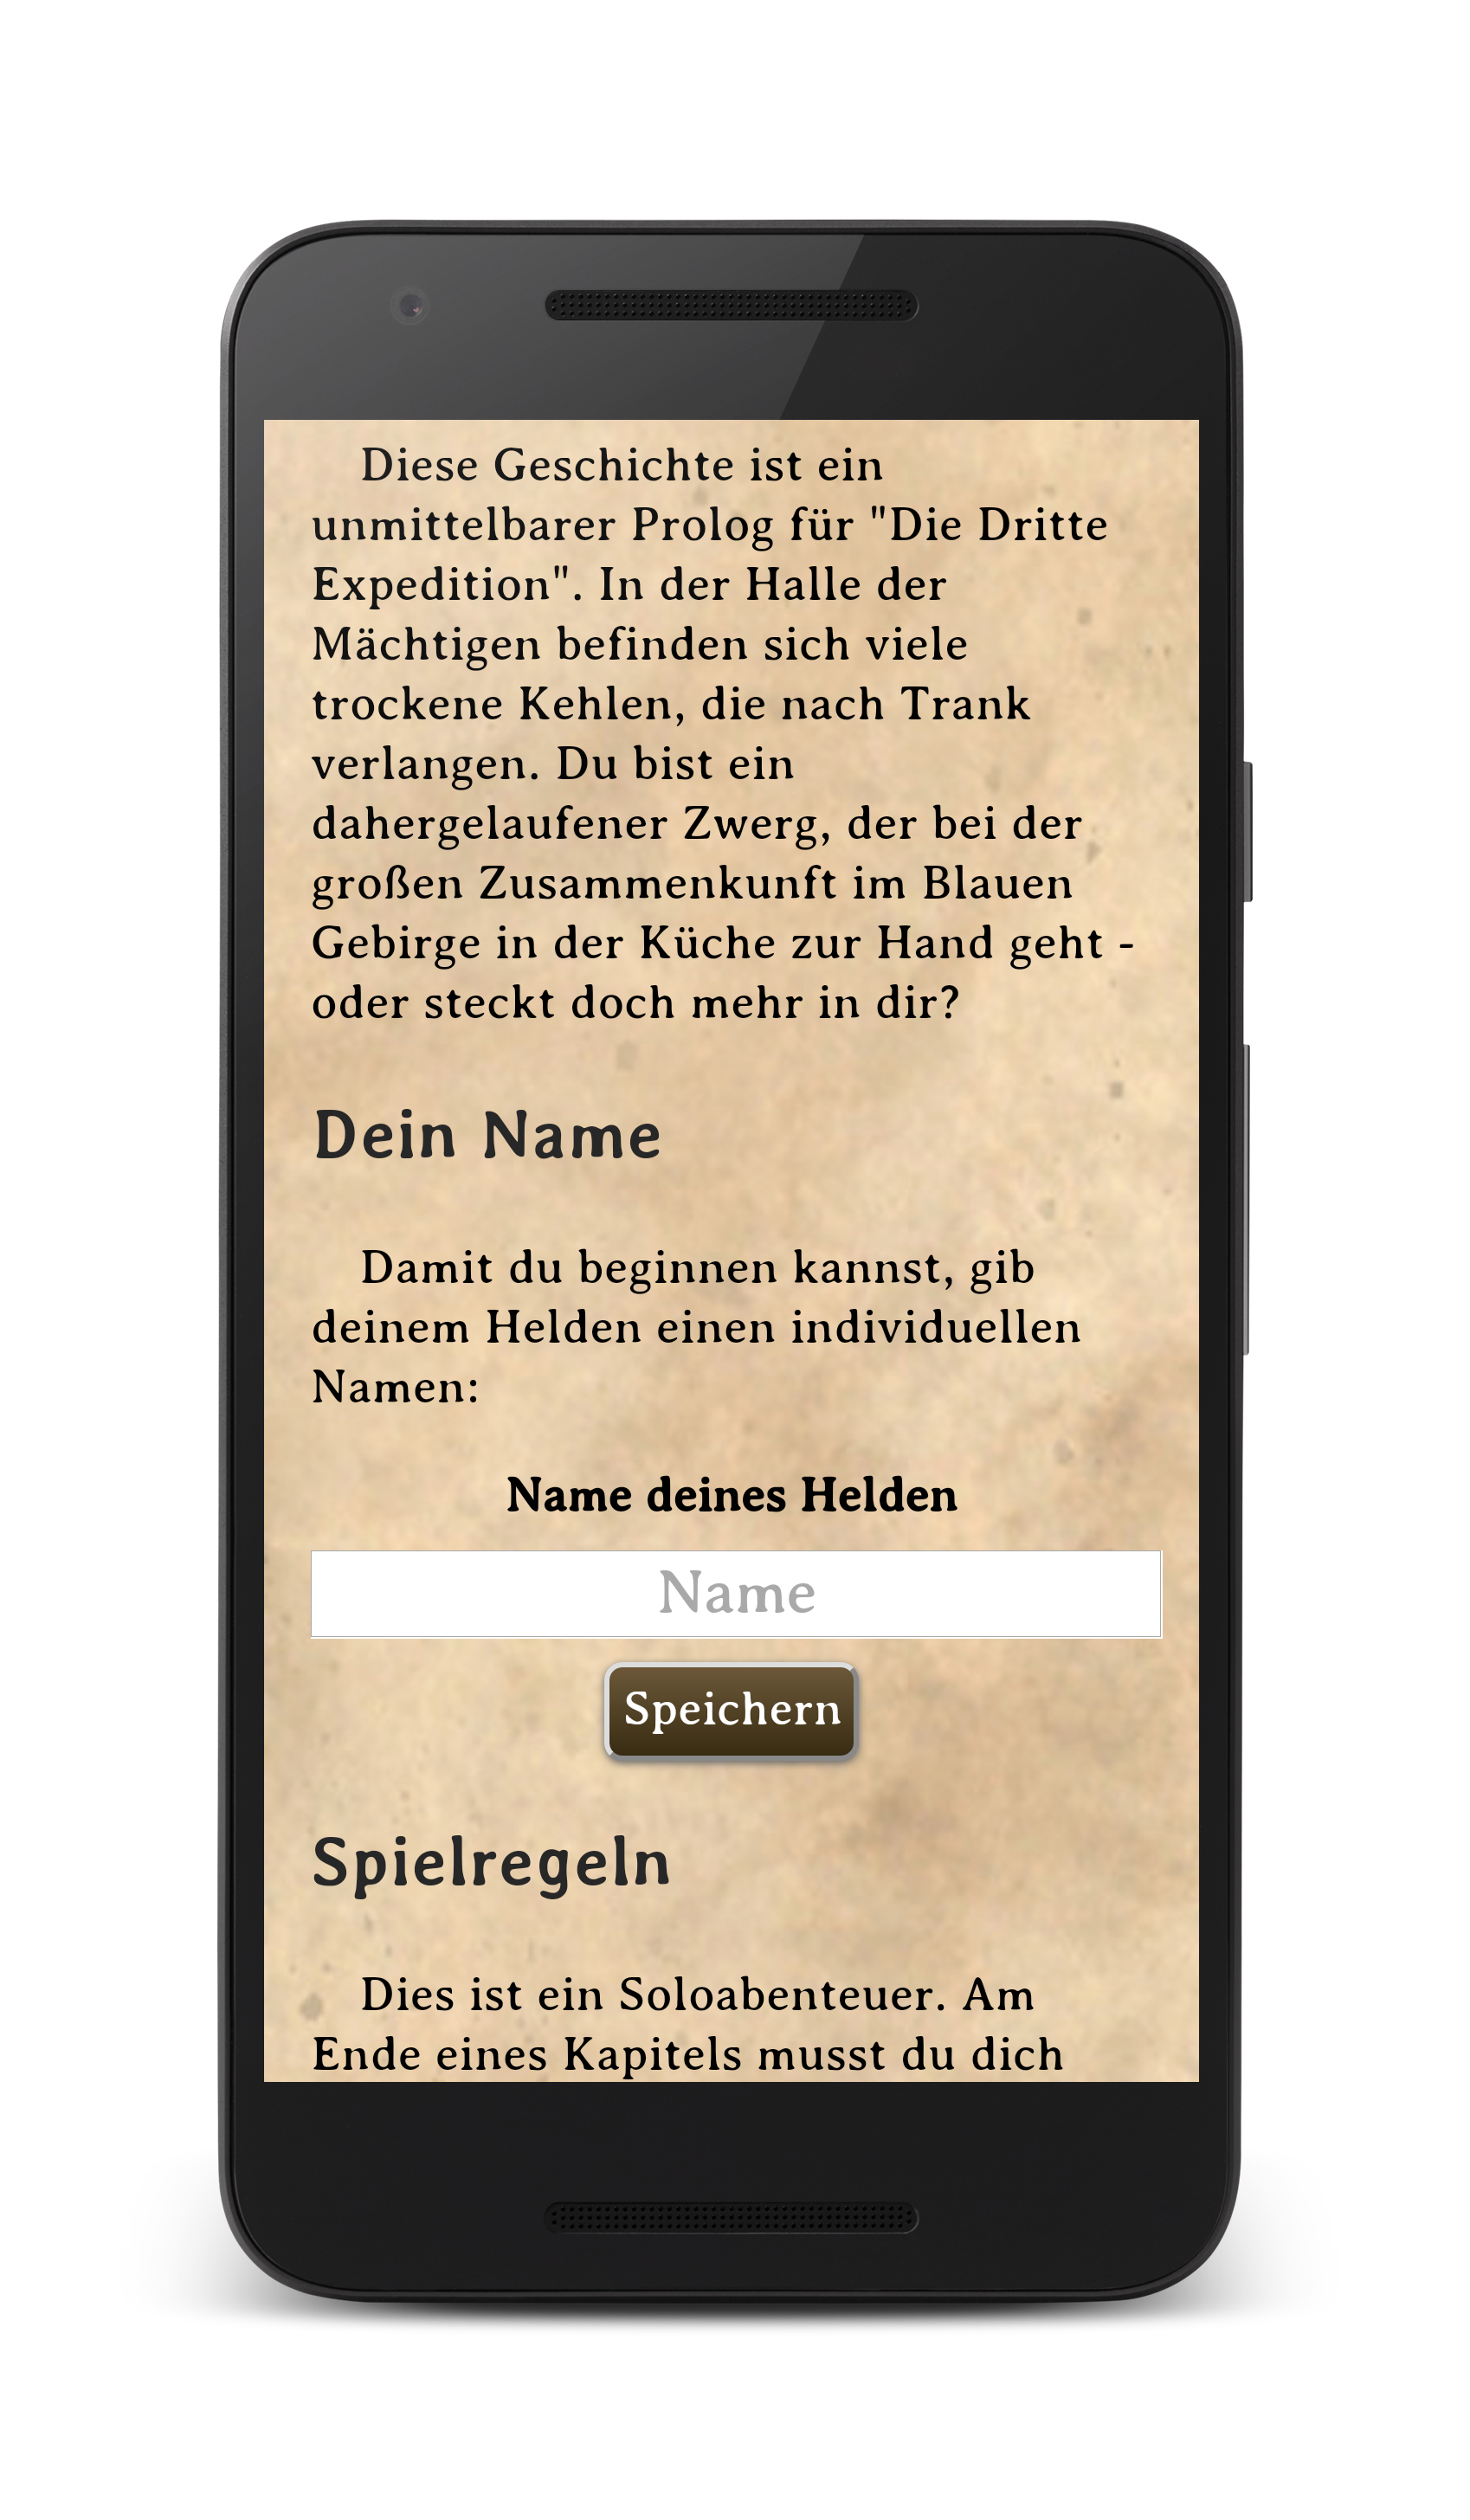 Diese Geschichte ist ein
unmittelbarer Prolog für "Die Dritte
Expedition". In der Halle der
Mächtigen befinden sich viele
trockene Kehlen, die nach Trank
verlangen. Du bist ein
dahergelaufener Zwerg, der bei der
großen Zusammenkunft im Blauen
Gebirge in der Küche zur Hand geht -
oder steckt doch mehr in dir?
Dein Name
Damit du beginnen kannst, gib
deinem Helden einen individuellen
Namen:
Name deines Helden
Name
Speichern
Spielregeln
Dies ist ein Soloabenteuer. Am
Ende eines Kapitels musst du dich